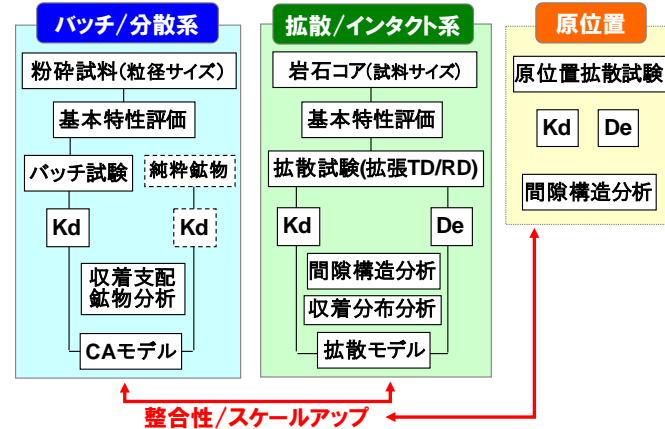 バッチ/分散系
粉砕試料(粒径サイズ)
基本特性評価
バッチ試験
純粋鉱物
Kd
Kd
収着支配
鉱物分析
CAモデル
拡散/インタクト系
岩石コア(試料サイズ)
基本特性評価
拡散試験(拡張TD/RD)
Kd
De
間隙構造分析
収着分布分析
拡散モデル
原位置
原位置拡散試験
Kd
De
間隙構造分析
整合性/スケールアップ